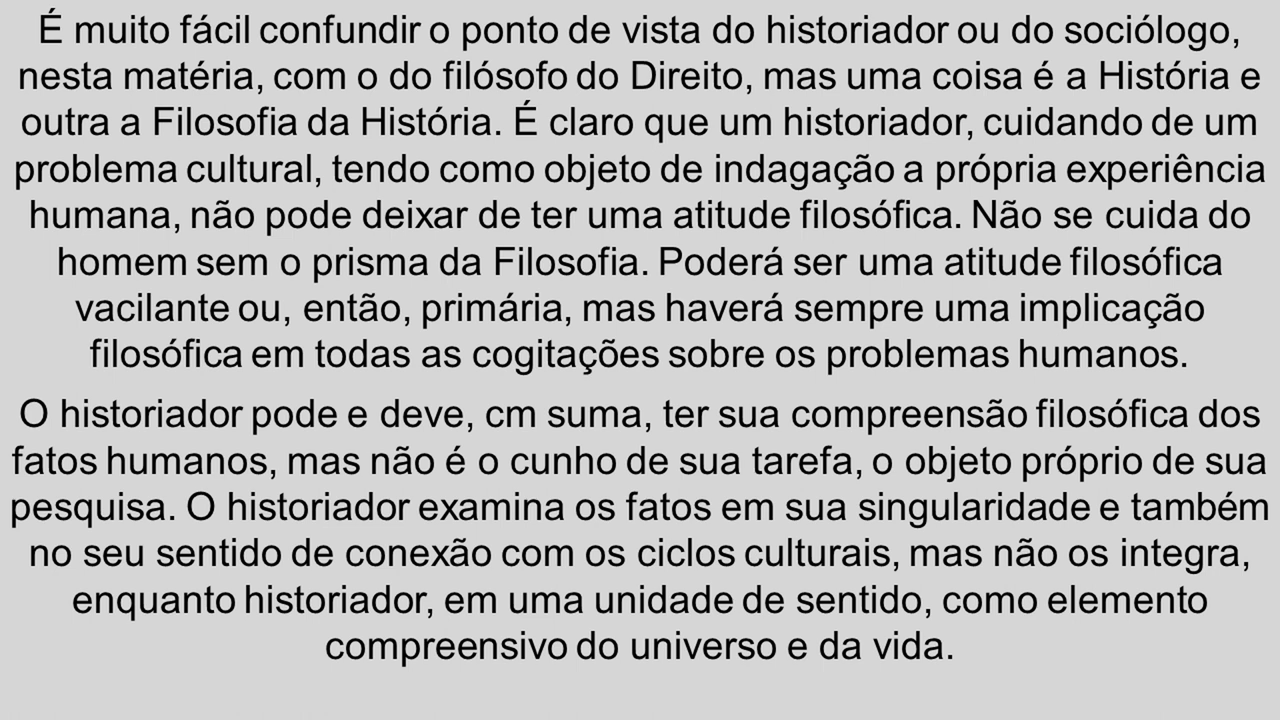 É muito fácil confundir o ponto de vista do historiador ou do sociólogo,
nesta matéria, com o do filósofo do Direito, mas uma coisa é a História e
outra a Filosofia da História. É claro que um historiador, cuidando de um
problema cultural, tendo como objeto de indagação a própria experiência
humana, não pode deixar de ter uma atitude filosófica. Não se cuida do
homem sem o prisma da Filosofia. Poderá ser uma atitude filosófica
vacilante ou, então, primária, mas haverá sempre uma implicação
filosófica em todas as cogitações sobre os problemas humanos.
O historiador pode e deve, cm suma, ter sua compreensão filosófica dos
fatos humanos, mas não é o cunho de sua tarefa, o objeto próprio de sua
pesquisa. O historiador examina os fatos em sua singularidade e também
no seu sentido de conexão com os ciclos culturais, mas não os integra,
enquanto historiador, em uma unidade de sentido, como elemento
compreensivo do universo e da vida.